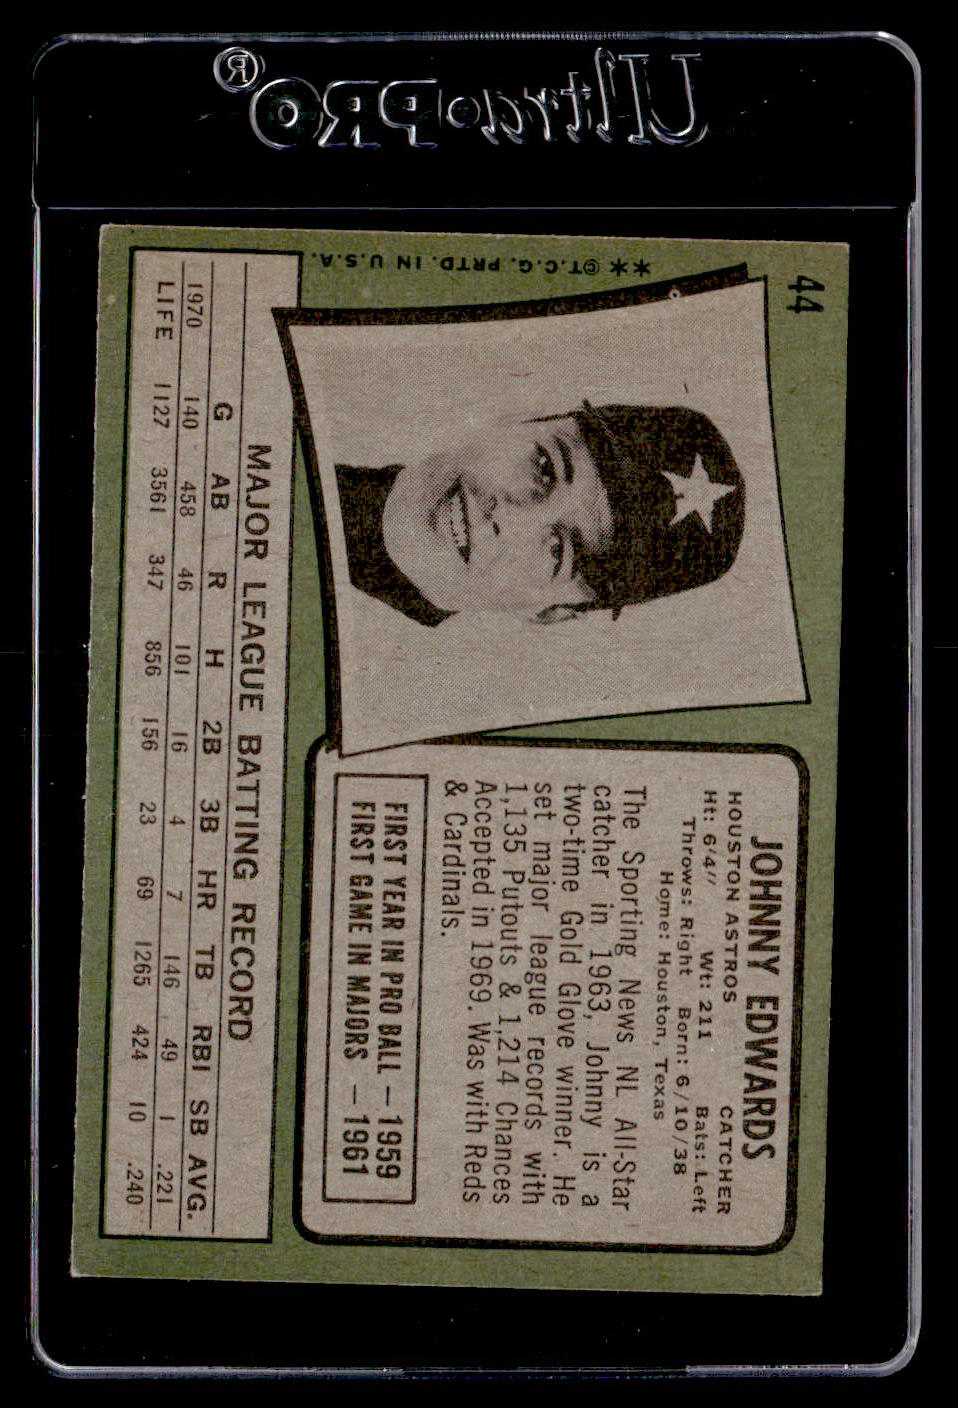 Ultra•PRO®
44
**©T.C.G. PRTD. IN U.S.A.
JOHNNY EDWARDS
HOUSTON ASTROS CATCHER
Ht: 6'4" Wt: 211 Bats: Left
Throws: Right Born: 6/10/38
Home: Houston, Texas
The Sporting News NL All-Star
catcher in 1963, Johnny is a
two-time Gold Glove winner. He
set major league records with
1,135 Putouts & 1,214 Chances
Accepted in 1969. Was with Reds
& Cardinals.
FIRST YEAR IN PRO BALL — 1959
FIRST GAME IN MAJORS — 1961
MAJOR LEAGUE BATTING RECORD
G AB R H 2B 3B HR TB RBI SB AVG.
1970 140 458 46 101 16 4 7 146 49 1 .221
LIFE 1127 3561 347 856 156 23 69 1265 424 10 .240